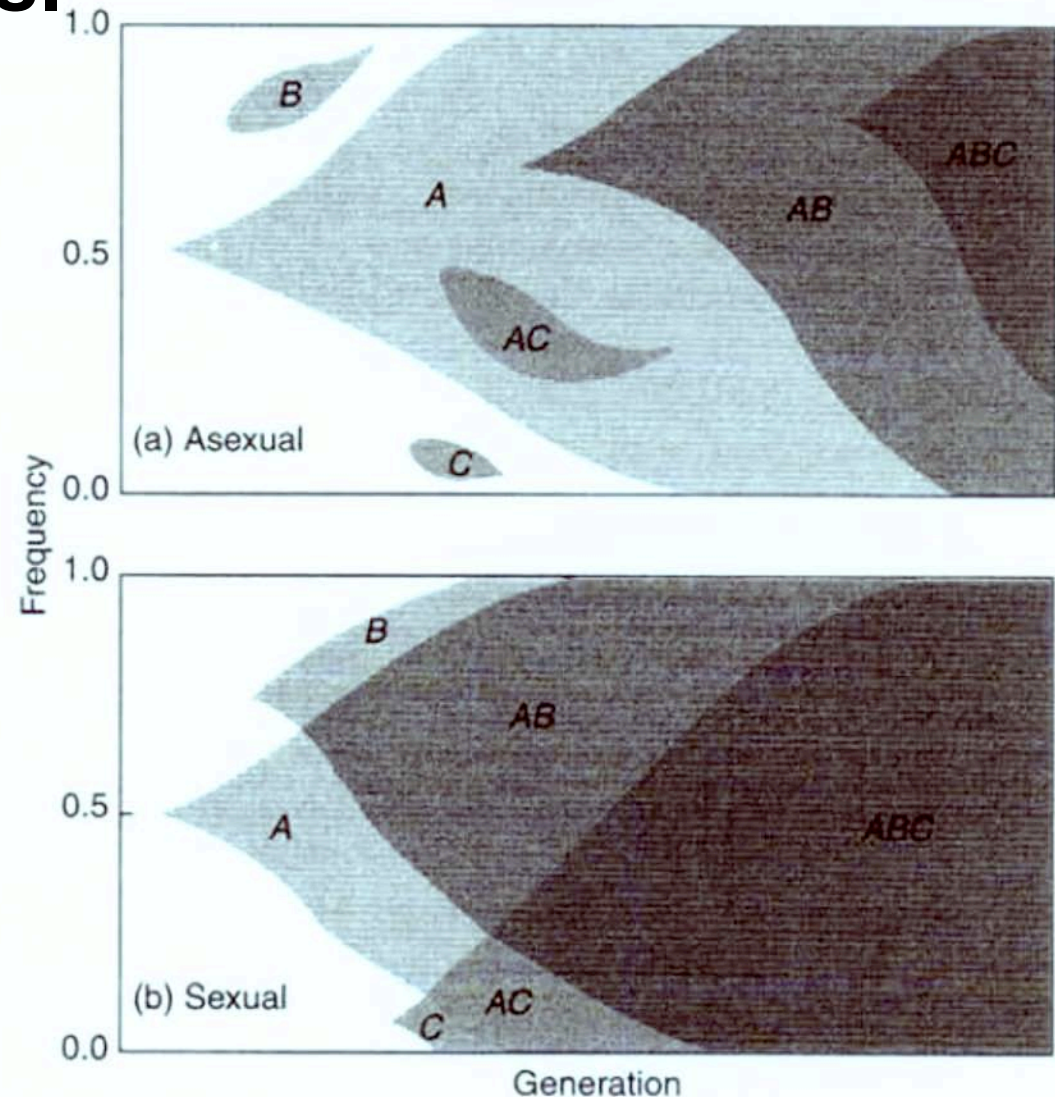 1.0
B
A
ABC
AB
0.5
AC
(a) Asexual
C
0.0
Frequency
1.0
B
AB
0.5
A
ABC
(b) Sexual
AC
C
0.0
Generation